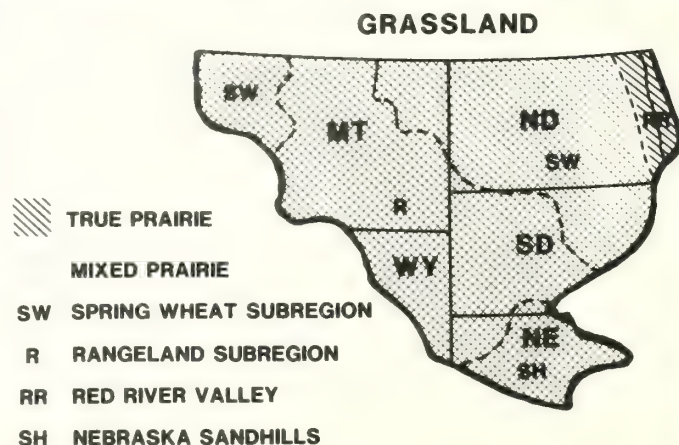 GRASSLAND
SW
MT
ND
RR
SW
R
SD
WY
NE
SH
TRUE PRAIRIE
MIXED PRAIRIE
SW SPRING WHEAT SUBREGION
R RANGELAND SUBREGION
RR RED RIVER VALLEY
SH NEBRASKA SANDHILLS